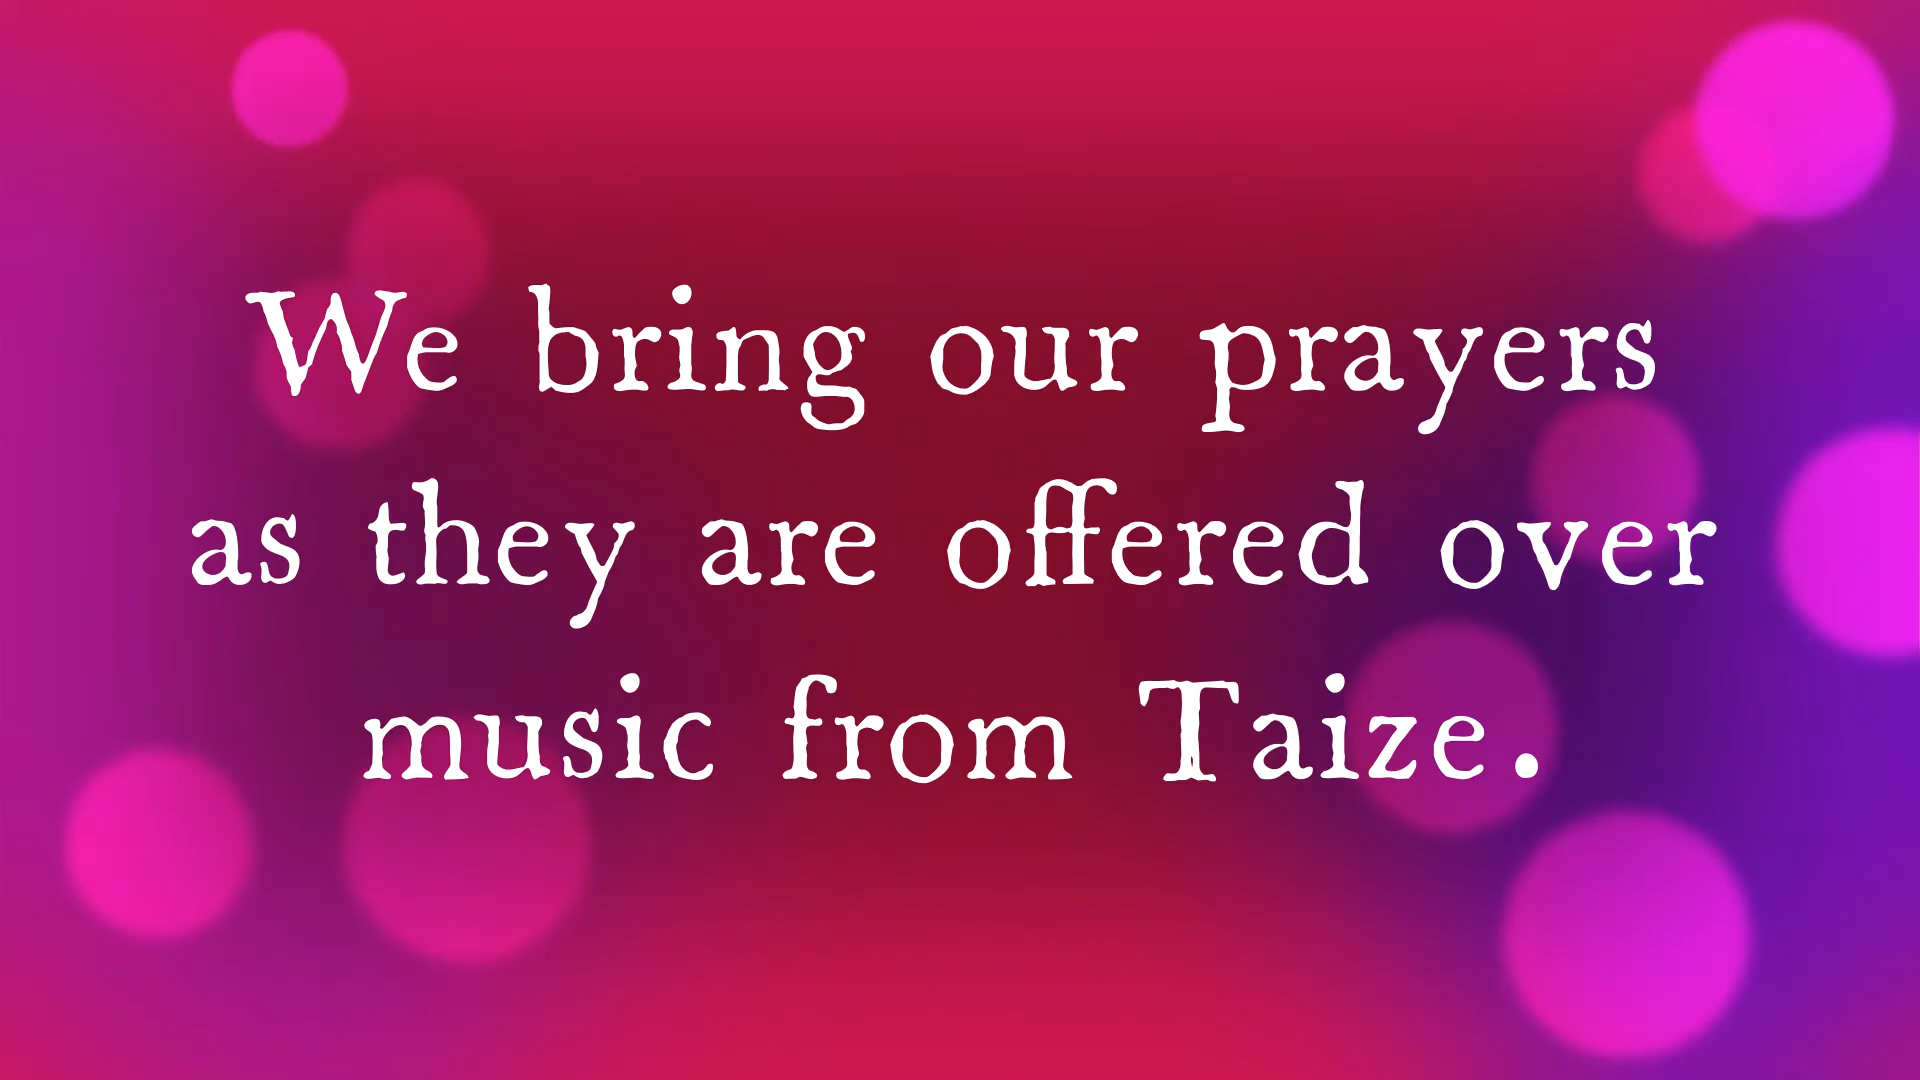 We bring our prayers
as they are offered over
music from Taize.